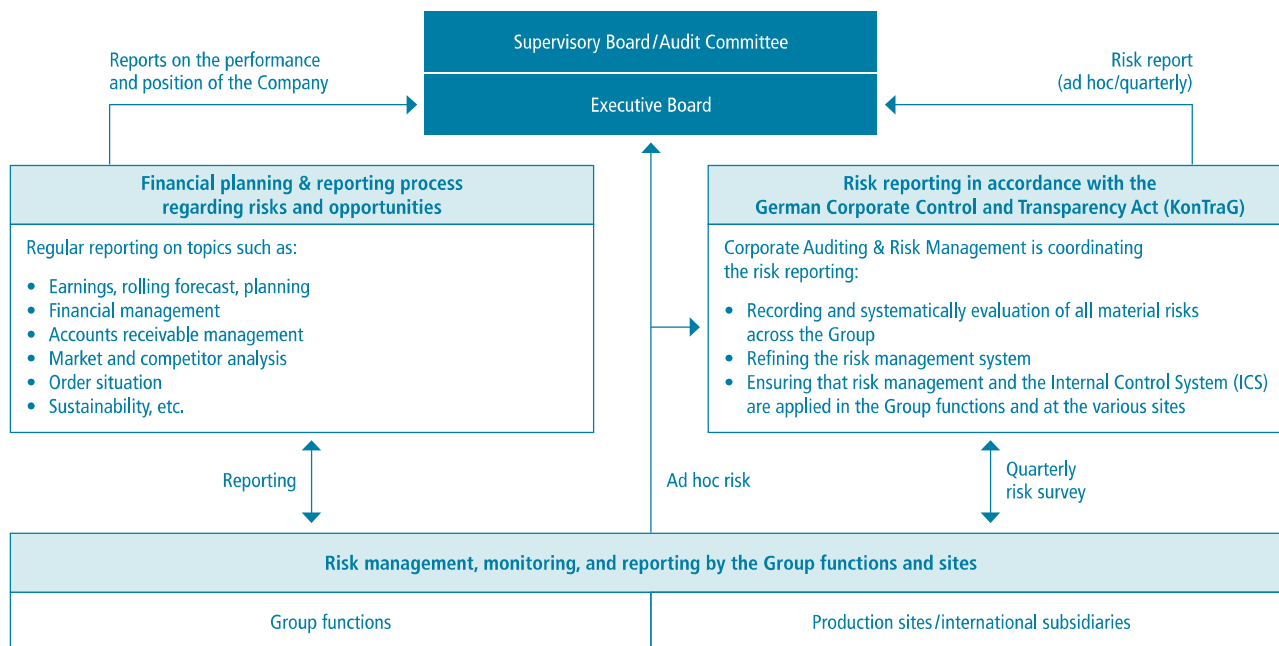 Supervisory Board/Audit Committee
Executive Board
Reports on the performance
and position of the Company
Risk report
(ad hoc/quarterly)
Financial planning & reporting process
regarding risks and opportunities
Regular reporting on topics such as:
• Earnings, rolling forecast, planning
• Financial management
• Accounts receivable management
• Market and competitor analysis
• Order situation
• Sustainability, etc.
Risk reporting in accordance with the
German Corporate Control and Transparency Act (KonTraG)
Corporate Auditing & Risk Management is coordinating
the risk reporting:
• Recording and systematically evaluation of all material risks
across the Group
• Refining the risk management system
• Ensuring that risk management and the Internal Control System (ICS)
are applied in the Group functions and at the various sites
Reporting
Ad hoc risk
Quarterly
risk survey
Risk management, monitoring, and reporting by the Group functions and sites
Group functions
Production sites/international subsidiaries